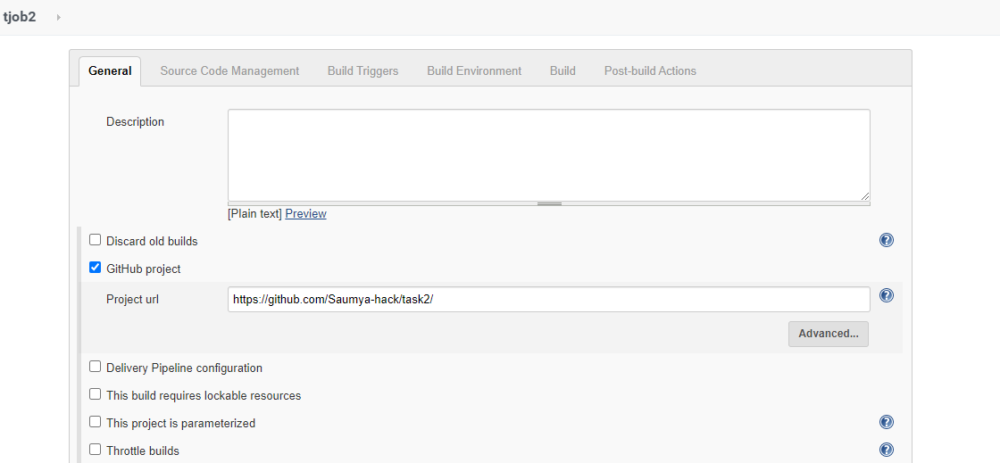 tjob2
General Source Code Management Build Triggers Build Environment Build Post-build Actions
Description
[Plain text] Preview
Discard old builds
?
GitHub project
Project url https://github.com/Saumya-hack/task2/
?
Advanced...
Delivery Pipeline configuration
This build requires lockable resources
This project is parameterized
?
Throttle builds
?